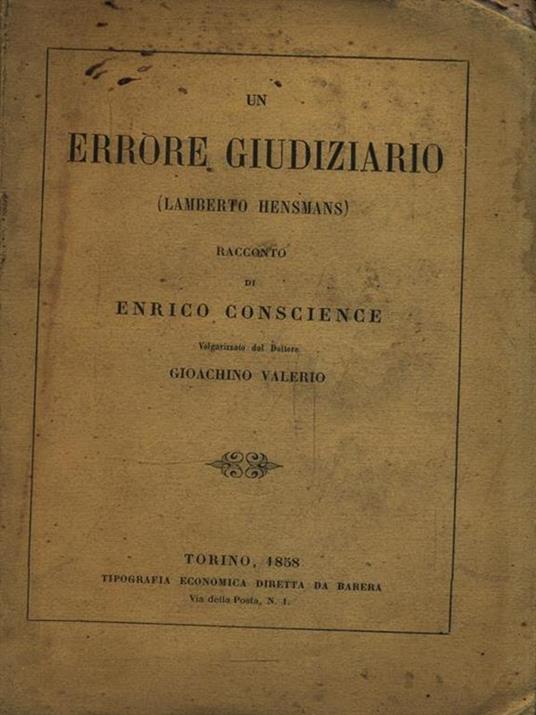 UN
ERRORE GIUDIZIARIO
(LAMBERTO HENSMANS)
RACCONTO
DI
ENRICO CONSCIENCE
Volgarizzato dal Dottore
GIOACHINO VALERIO
TORINO, 1858
TIPOGRAFIA ECONOMICA DIRETTA DA BARERA
Via della Posta, N. 1.